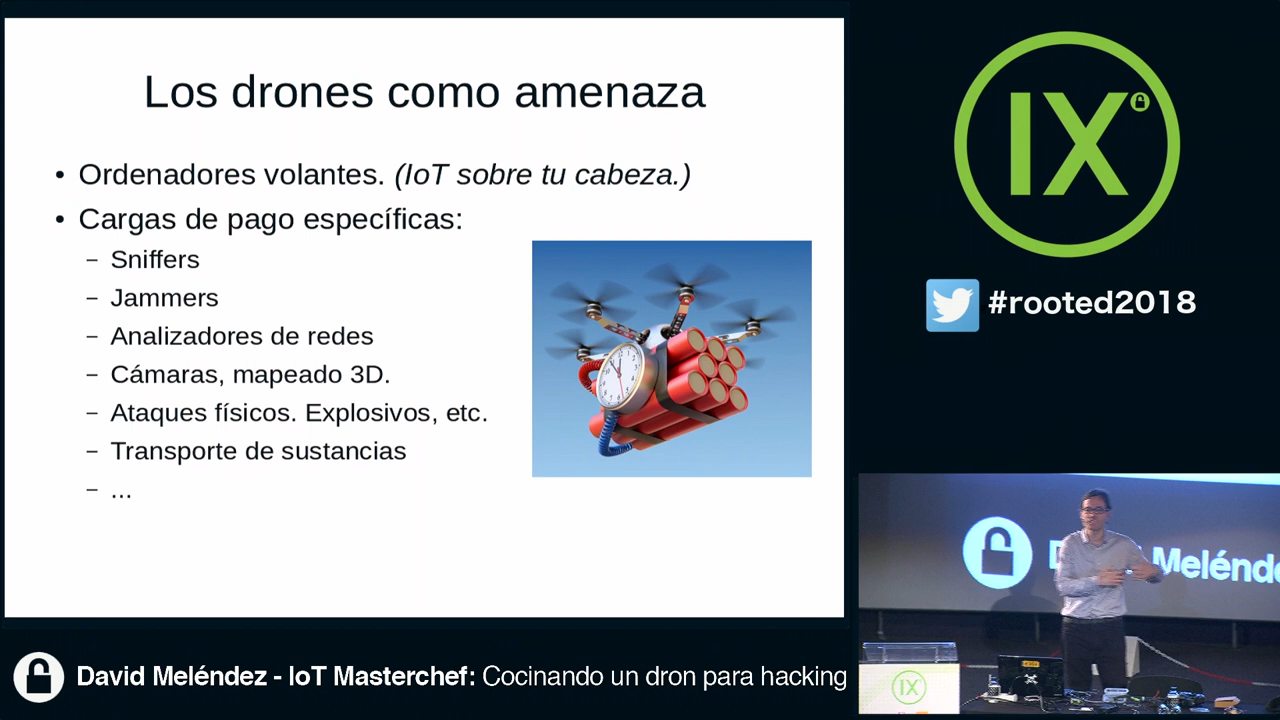 Los drones como amenaza
• Ordenadores volantes. (IoT sobre tu cabeza.)
• Cargas de pago específicas:
– Sniffers
– Jammers
– Analizadores de redes
– Cámaras, mapeado 3D.
– Ataques físicos. Explosivos, etc.
– Transporte de sustancias
– ...
IX
#rooted2018
Meléndez
IX
David Meléndez - IoT Masterchef: Cocinando un dron para hacking